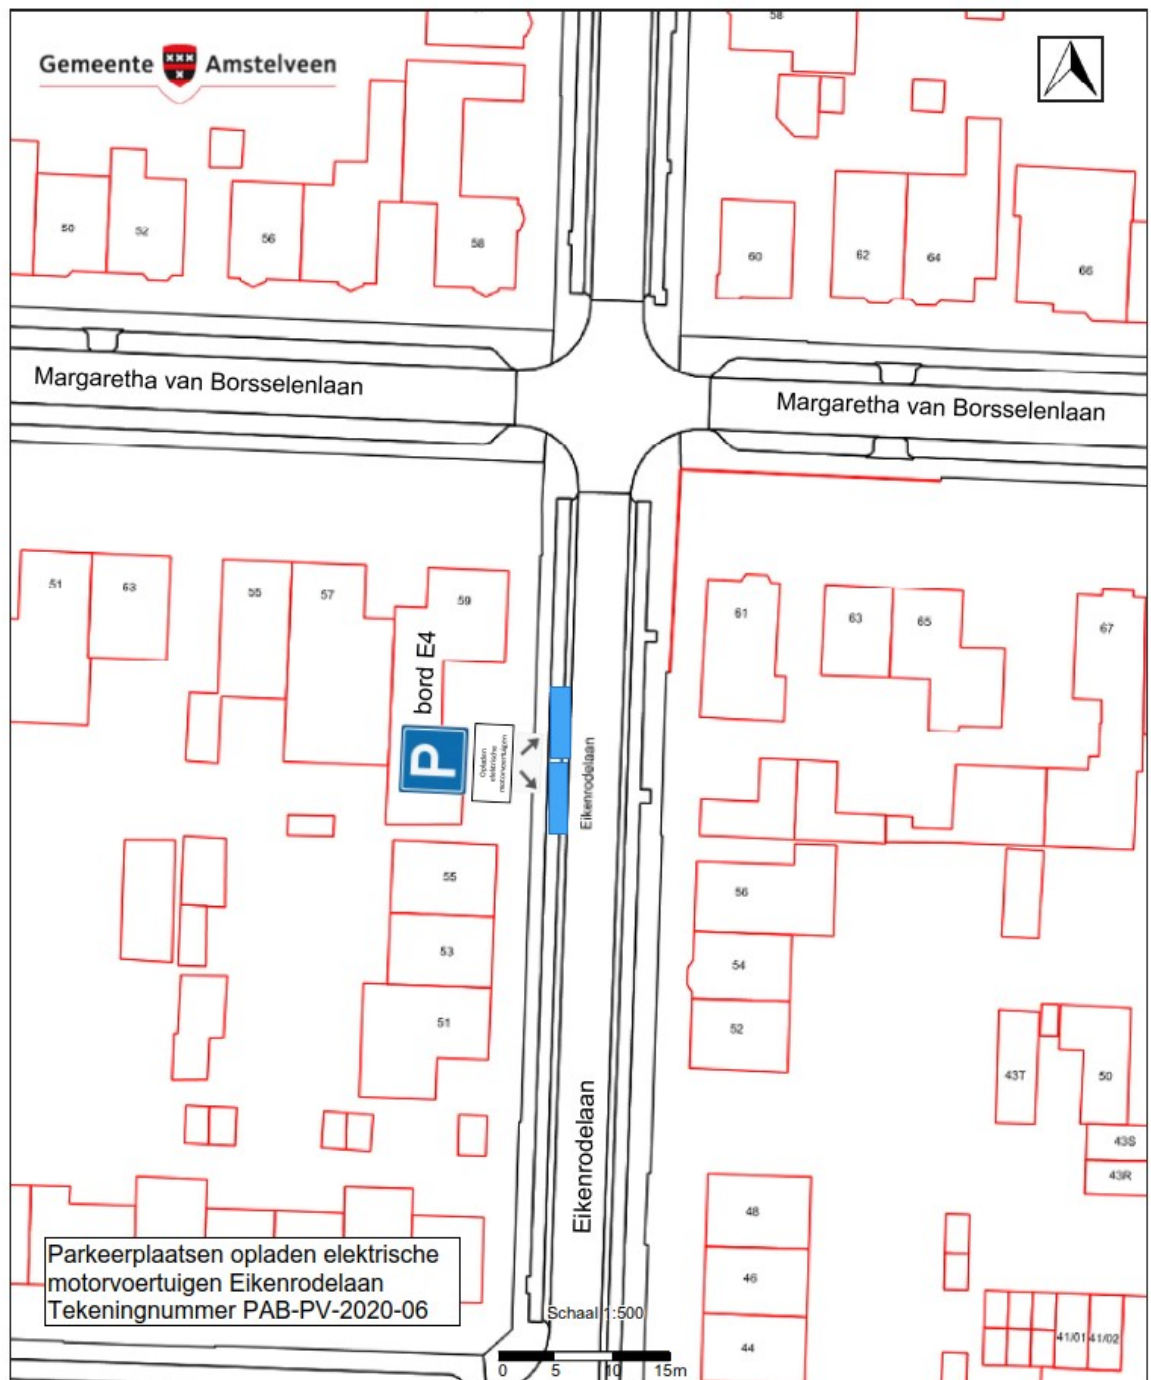 58
Gemeente Amstelveen
50
52
56
58
60
62
64
66
Margaretha van Borsselenlaan
Margaretha van Borsselenlaan
51
63
55
57
59
61
63
65
67
bord E4
P
Opladen
elektrische
motorvoertuigen
Eikenrodelaan
55
53
51
56
54
52
43T
50
43S
43R
Eikenrodelaan
48
46
44
41/01
41/02
Parkeerplaatsen opladen elektrische
motorvoertuigen Eikenrodelaan
Tekeningnummer PAB-PV-2020-06
Schaal 1:500
0 5 10 15m